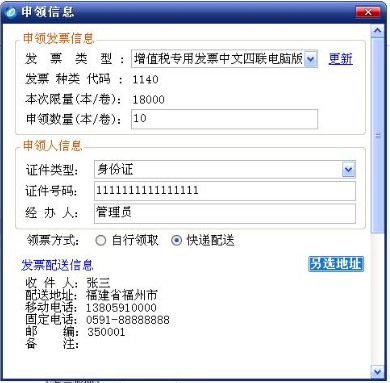 申领信息
申领发票信息
发 票 类 型：增值税专用发票中文四联电脑版 更新
发票 种类 代码：1140
本次限量(本/卷)：18000
申领数量(本/卷)：10
申领人信息
证件类型：身份证
证件号码：1111111111111111
经 办 人：管理员
领票方式： 自行领取 快递配送
发票配送信息 另选地址
收 件 人：张三
配送地址：福建省福州市
移动电话：13805910000
固定电话：0591-88888888
邮 编：350001
备 注：